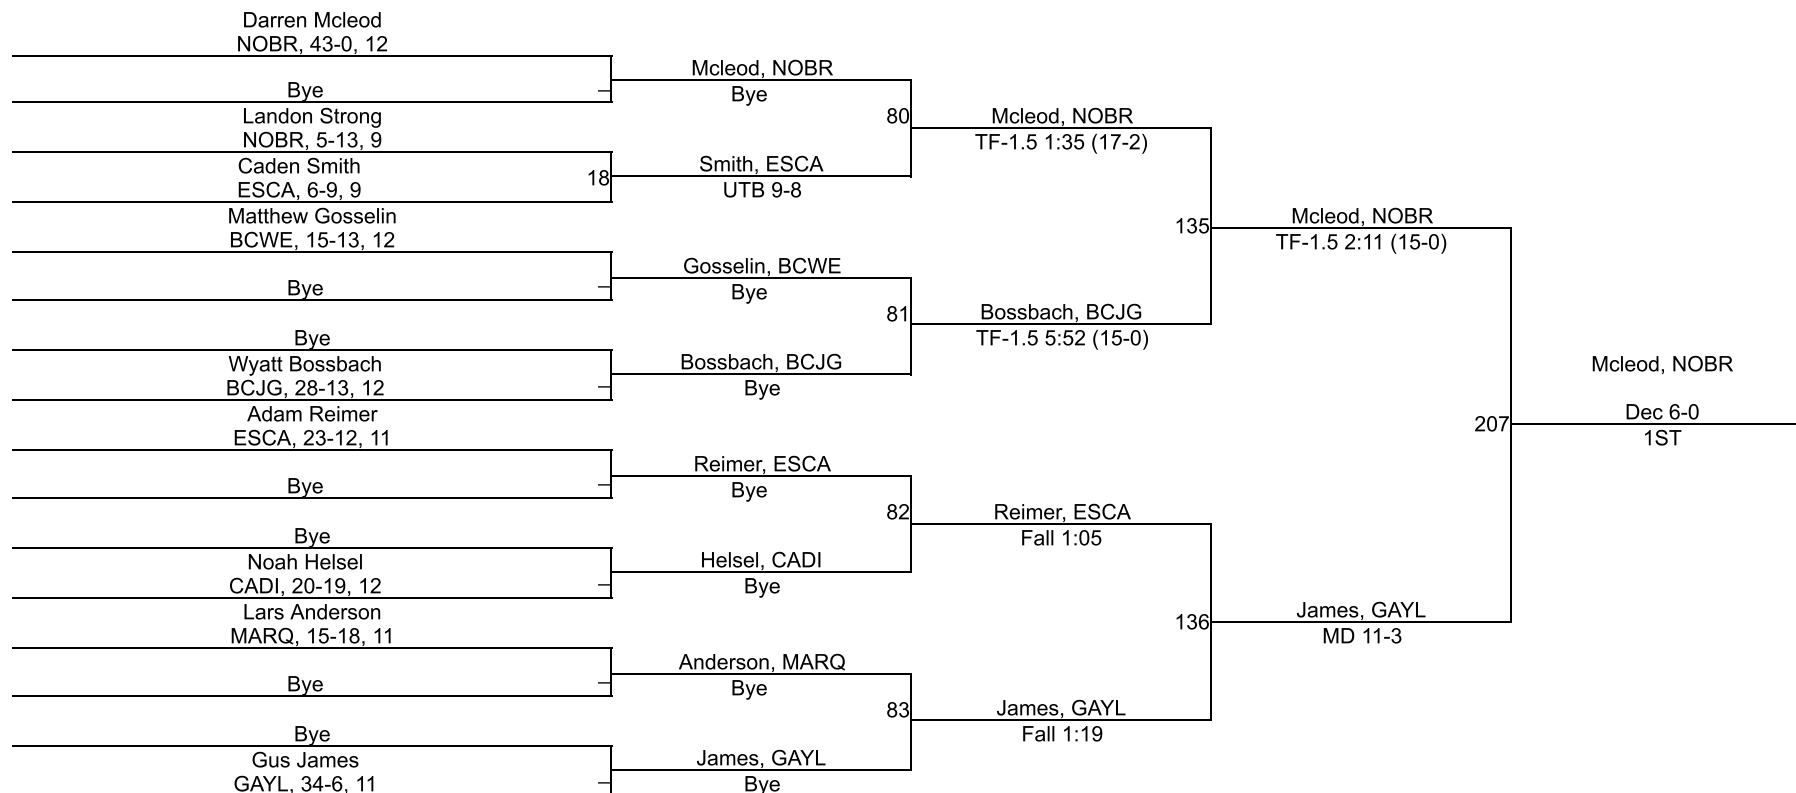 Darren Mcleod
NOBR, 43-0, 12
Bye
Landon Strong
NOBR, 5-13, 9
Caden Smith
ESCA, 6-9, 9
18
Matthew Gosselin
BCWE, 15-13, 12
Bye
Bye
Wyatt Bossbach
BCJG, 28-13, 12
Adam Reimer
ESCA, 23-12, 11
Bye
Bye
Noah Helsel
CADI, 20-19, 12
Lars Anderson
MARQ, 15-18, 11
Bye
Bye
Gus James
GAYL, 34-6, 11
Mcleod, NOBR
Bye
80
Smith, ESCA
UTB 9-8
Gosselin, BCWE
Bye
81
Bossbach, BCJG
Bye
Reimer, ESCA
Bye
82
Helsel, CADI
Bye
Anderson, MARQ
Bye
83
James, GAYL
Bye
Mcleod, NOBR
TF-1.5 1:35 (17-2)
135
Bossbach, BCJG
TF-1.5 5:52 (15-0)
Reimer, ESCA
Fall 1:05
136
James, GAYL
Fall 1:19
Mcleod, NOBR
TF-1.5 2:11 (15-0)
207
James, GAYL
MD 11-3
Mcleod, NOBR
Dec 6-0
1ST